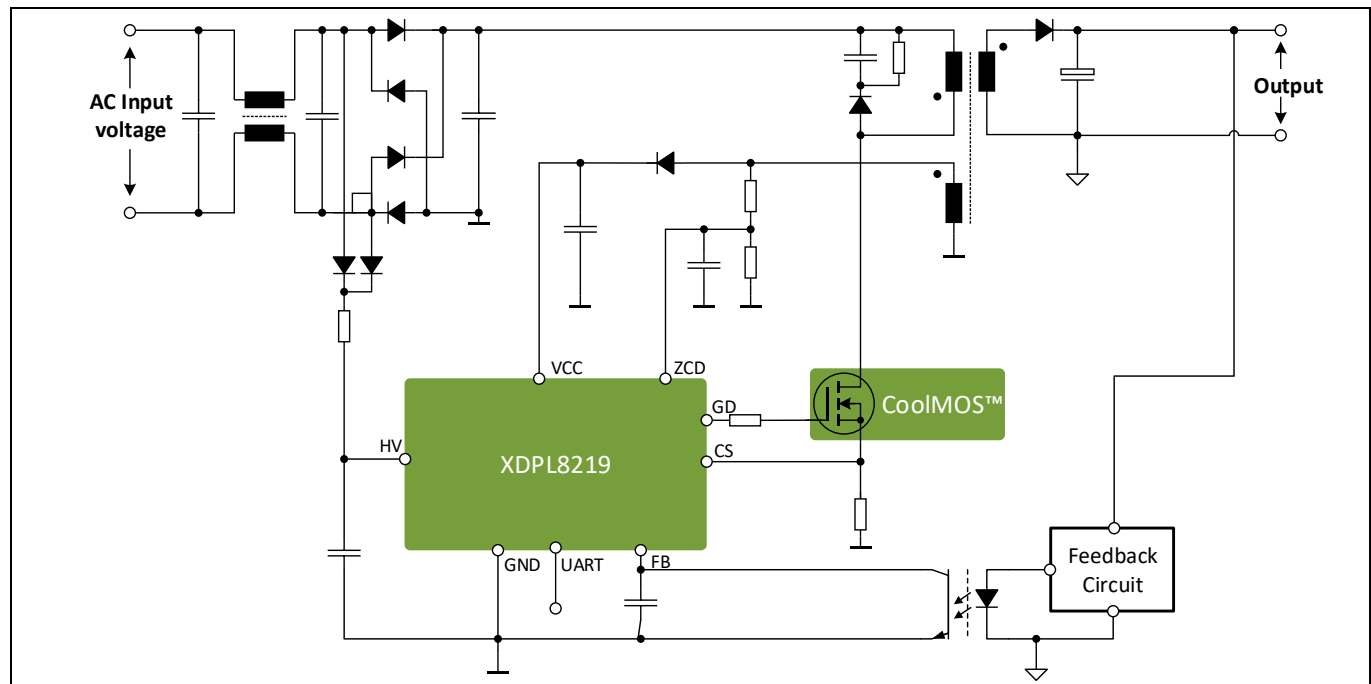 AC Input
voltage
Output
VCC
ZCD
GD
CoolMOS™
HV
XDPL8219
CS
GND
UART
FB
Feedback
Circuit